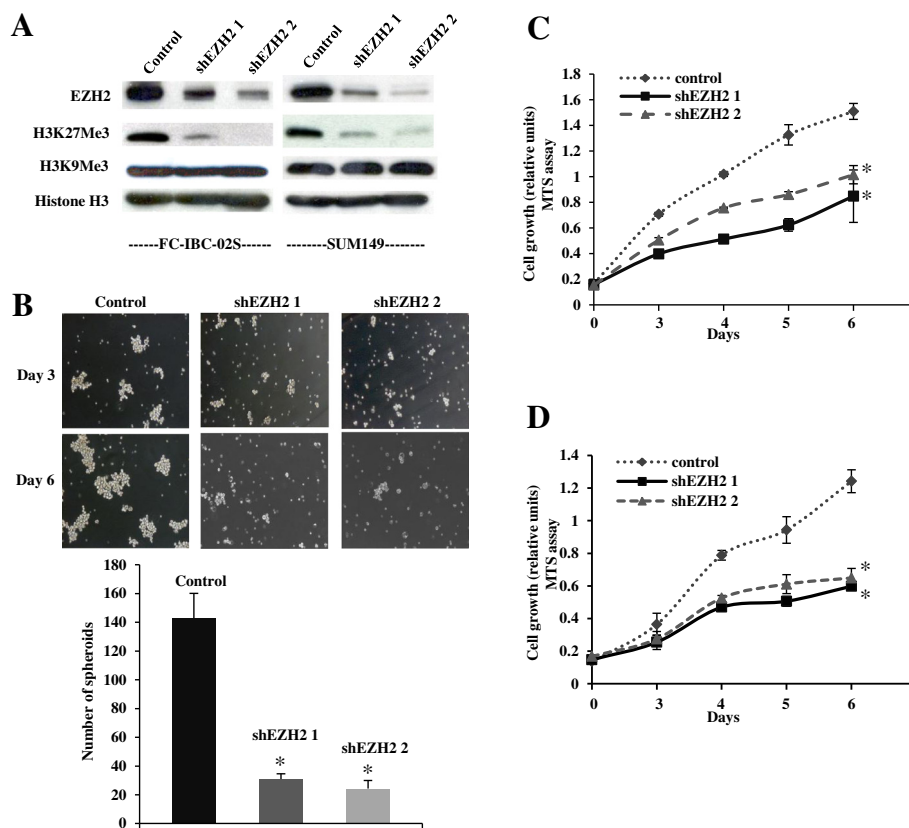 A
Control
shEZH2 1
shEZH2 2
Control
shEZH2 1
shEZH2 2
EZH2
H3K27Me3
H3K9Me3
Histone H3
------FC-IBC-02S------
--------SUM149--------
B
Control
shEZH2 1
shEZH2 2
Day 3
Day 6
Number of spheroids
180
160
140
120
100
80
60
40
20
0
Control
shEZH2 1
*
shEZH2 2
*
C
Cell growth (relative units)
MTS assay
1.8
1.6
1.4
1.2
1
0.8
0.6
0.4
0.2
0
control
shEZH2 1
shEZH2 2
*
*
0 3 4 5 6
Days
D
Cell growth (relative units)
MTS assay
1.4
1.2
1
0.8
0.6
0.4
0.2
0
control
shEZH2 1
shEZH2 2
*
*
0 3 4 5 6
Days